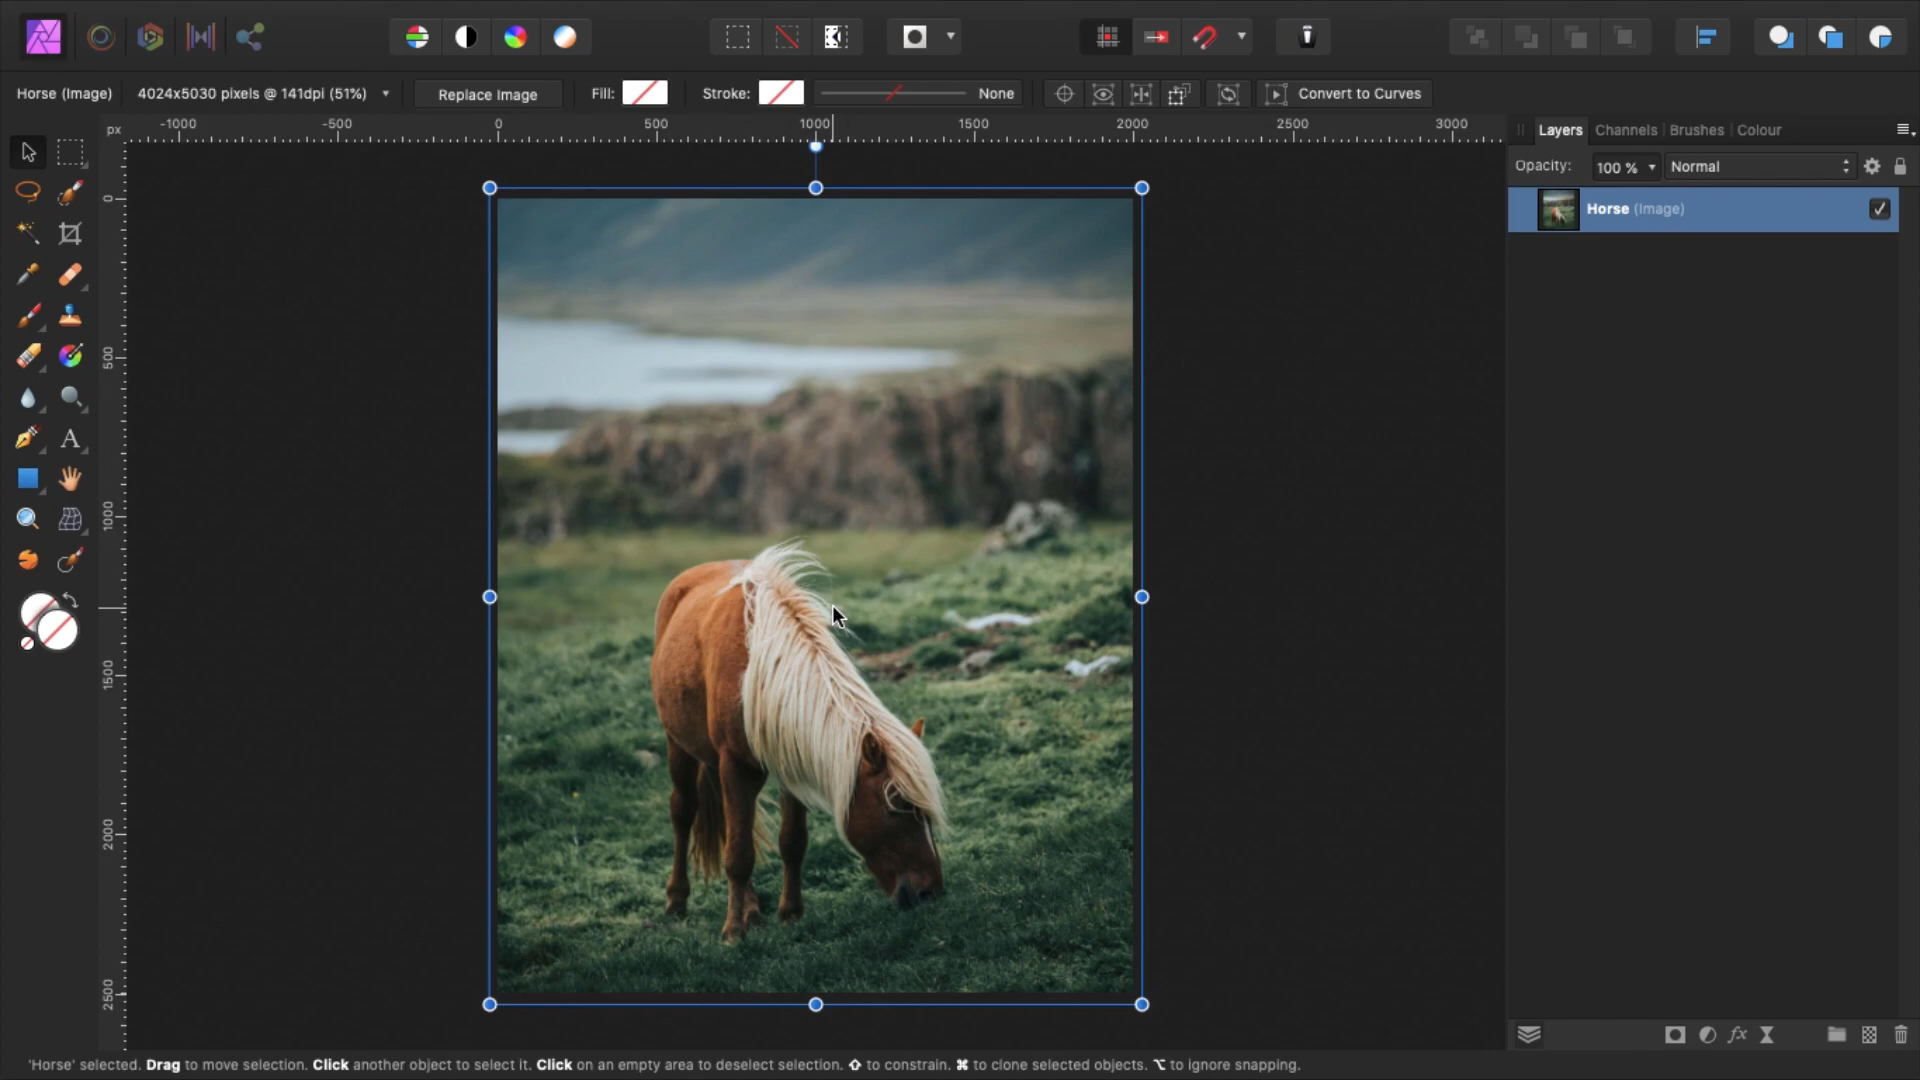 None
Horse (Image)
4024x5030 pixels @ 141dpi (51%)
Replace Image
Fill:
Stroke:
Convert to Curves
px
-1000
-500
0
500
1000
1500
2000
2500
3000
Layers
Channels
Brushes
Colour
Opacity:
100 %
Normal
Horse (Image)
0
500
1000
1500
2000
2500
A
fx
'Horse' selected. Drag to move selection. Click another object to select it. Click on an empty area to deselect selection. ⇧ to constrain. ⌘ to clone selected objects. ⌥ to ignore snapping.